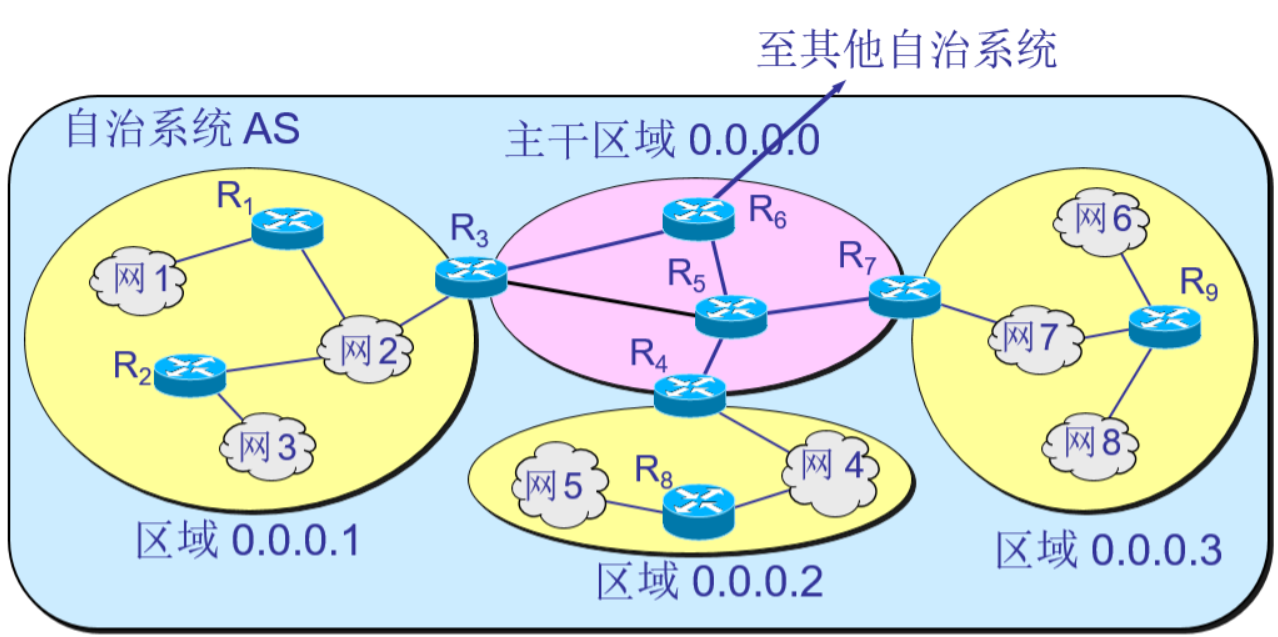 至其他自治系统
自治系统 AS
主干区域 0.0.0.0
R1
R3
R6
网6
网1
R5
R7
R9
网2
R4
网7
R2
网3
网8
网5
R8
网4
区域 0.0.0.1
区域 0.0.0.2
区域 0.0.0.3